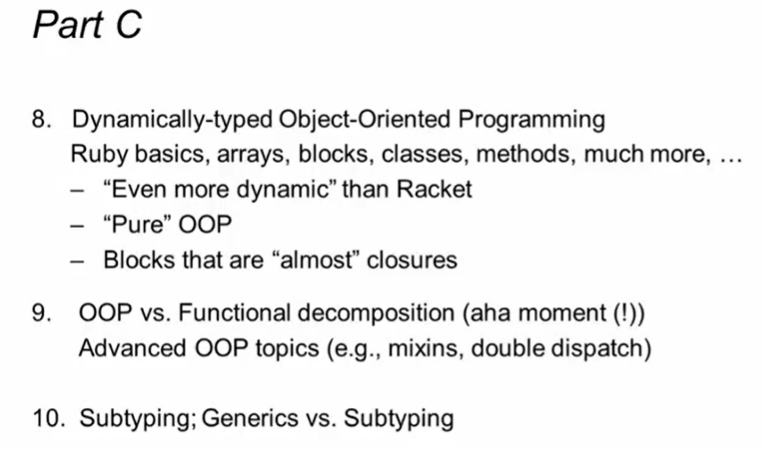 Part C
8. Dynamically-typed Object-Oriented Programming
Ruby basics, arrays, blocks, classes, methods, much more, …
– “Even more dynamic” than Racket
– “Pure” OOP
– Blocks that are “almost” closures
9. OOP vs. Functional decomposition (aha moment (!))
Advanced OOP topics (e.g., mixins, double dispatch)
10. Subtyping; Generics vs. Subtyping